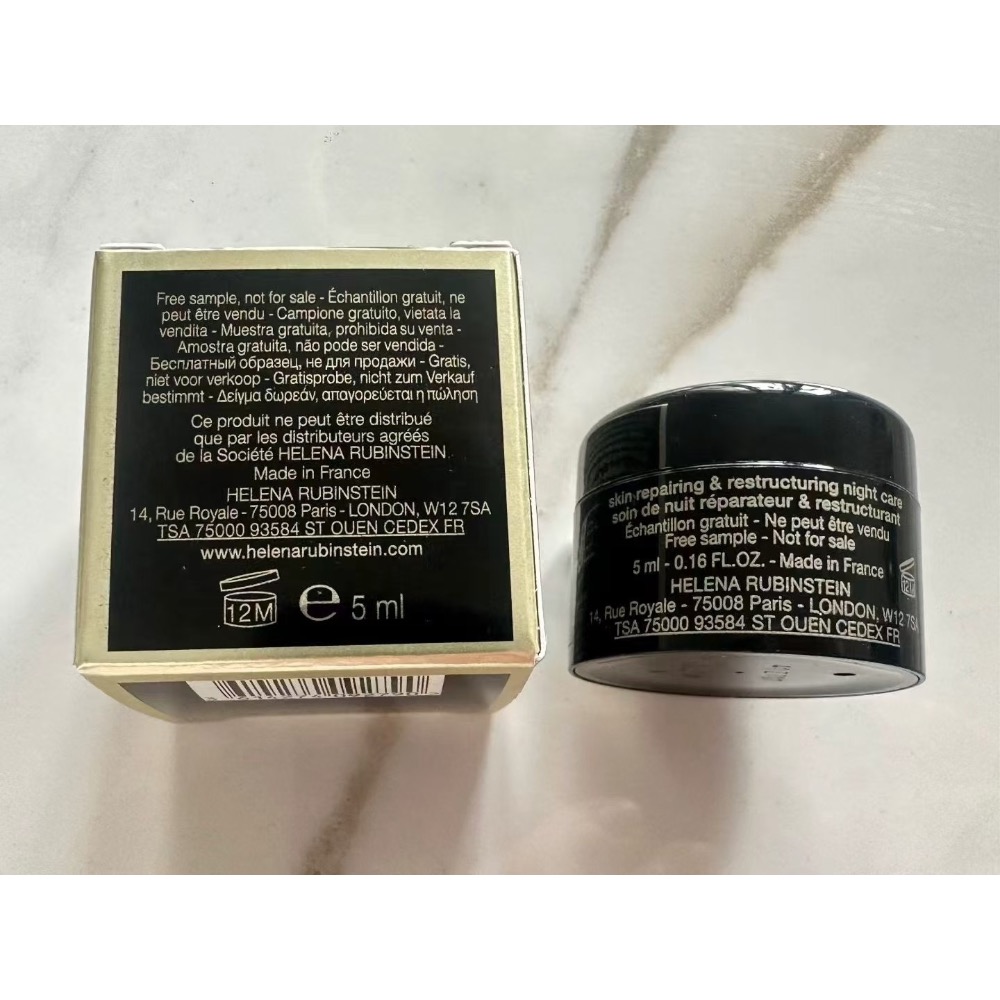 Free sample, not for sale - Échantillon gratuit, ne
peut être vendu - Campione gratuito, vietata la
vendita - Muestra gratuita, prohibida su venta -
Amostra gratuita, não pode ser vendida -
Бесплатный образец, не для продажи - Gratis,
niet voor verkoop - Gratisprobe, nicht zum Verkauf
bestimmt - Δείγμα δωρεάν, απαγορεύεται η πώληση
Ce produit ne peut être distribué
que par les distributeurs agréés
de la Société HELENA RUBINSTEIN.
Made in France
HELENA RUBINSTEIN
14, Rue Royale - 75008 Paris - LONDON, W12 7SA
TSA 75000 93584 ST OUEN CEDEX FR
www.helenarubinstein.com
12M e 5 ml
skin-repairing & restructuring night care
soin de nuit réparateur & restructurant
Échantillon gratuit - Ne peut être vendu
Free sample - Not for sale
5 ml - 0.16 FL.OZ. - Made in France
HELENA RUBINSTEIN
12M
14, Rue Royale - 75008 Paris - LONDON, W12 7SA
TSA 75000 93584 ST OUEN CEDEX FR